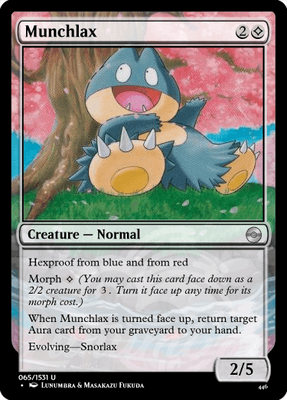 Munchlax 2
Creature — Normal
Hexproof from blue and from red
Morph (You may cast this card face down as a
2/2 creature for 3. Turn it face up any time for its
morph cost.)
When Munchlax is turned face up, return target
Aura card from your graveyard to your hand.
Evolving—Snorlax
2/5
065/1531 U
Lunumbra & Masakazu Fukuda